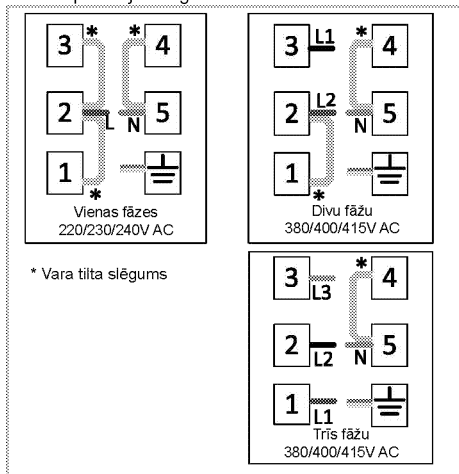 3 * * 4
2 L N 5
1 *
Vienas fāzes
220/230/240V AC
3 L1 * 4
2 L2 N 5
1 *
Divu fāžu
380/400/415V AC
* Vara tilta slēgums
3 L3 * 4
2 L2 N 5
1 L1
Trīs fāžu
380/400/415V AC